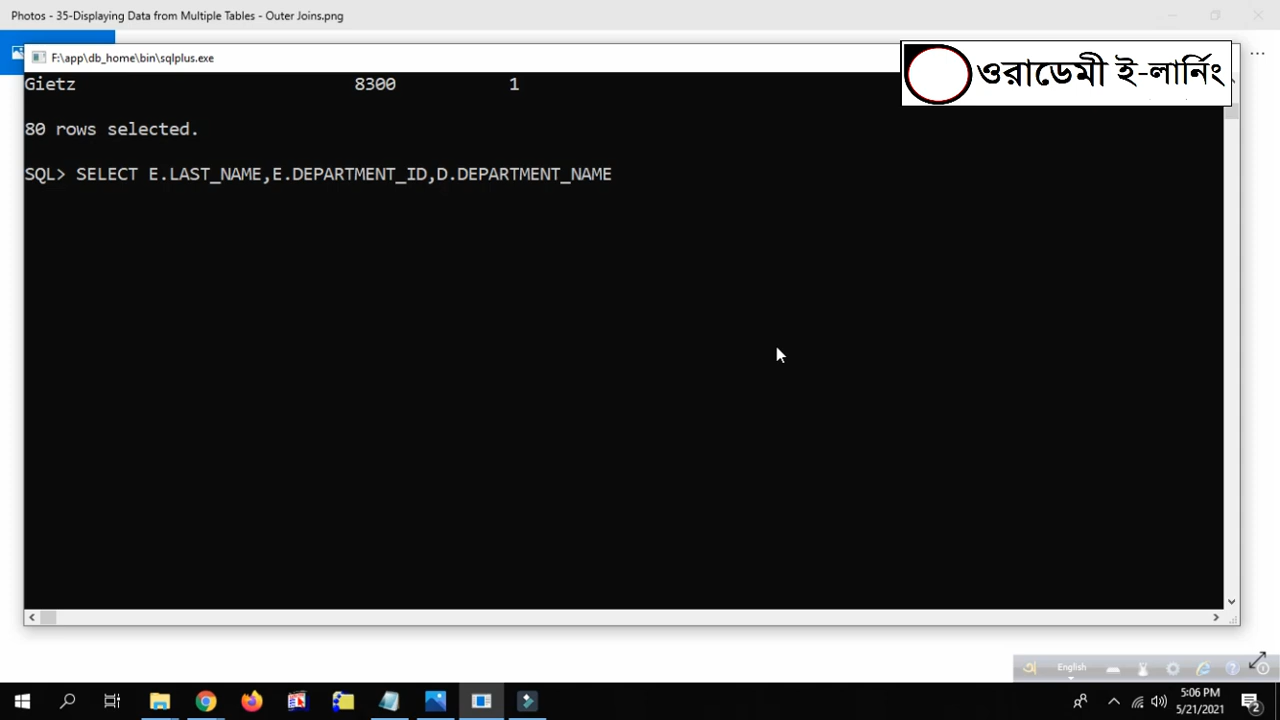 Photos - 35-Displaying Data from Multiple Tables - Outer Joins.png
F:\app\db_home\bin\sqlplus.exe
ওরাডেমী ই-লার্নিং
Gietz 8300 1
80 rows selected.
SQL> SELECT E.LAST_NAME,E.DEPARTMENT_ID,D.DEPARTMENT_NAME
অ English
5:06 PM
5/21/2021
2